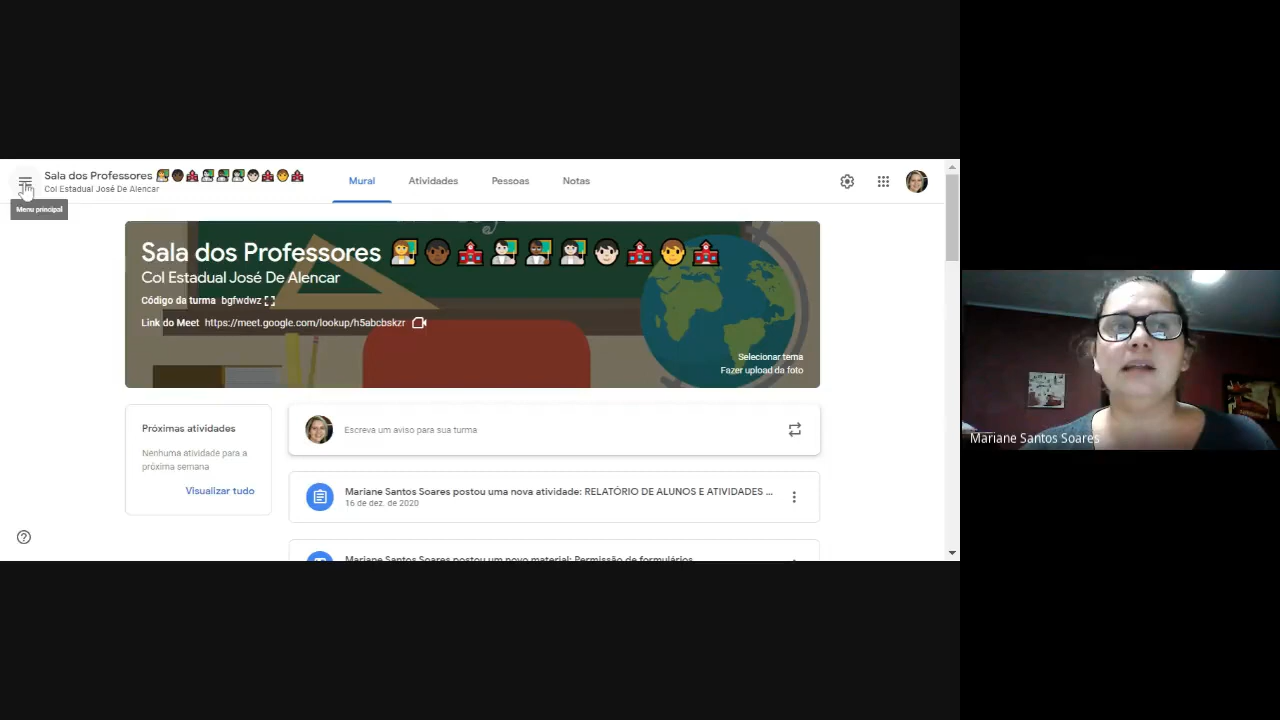 Sala dos Professores
Col Estadual José De Alencar
Mural
Atividades
Pessoas
Notas
Menu principal
Sala dos Professores
Col Estadual José De Alencar
Código da turma bgfwdwz
Link do Meet https://meet.google.com/lookup/h5abcbskzr
Selecionar tema
Fazer upload da foto
Próximas atividades
Nenhuma atividade para a
próxima semana
Visualizar tudo
Escreva um aviso para sua turma
Mariane Santos Soares postou uma nova atividade: RELATÓRIO DE ALUNOS E ATIVIDADES ...
16 de dez. de 2020
Mariane Santos Soares postou um novo material: Permissão de formulários
Mariane Santos Soares